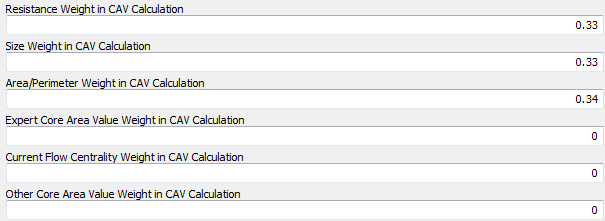 Resistance Weight in CAV Calculation
0.33
Size Weight in CAV Calculation
0.33
Area/Perimeter Weight in CAV Calculation
0.34
Expert Core Area Value Weight in CAV Calculation
0
Current Flow Centrality Weight in CAV Calculation
0
Other Core Area Value Weight in CAV Calculation
0